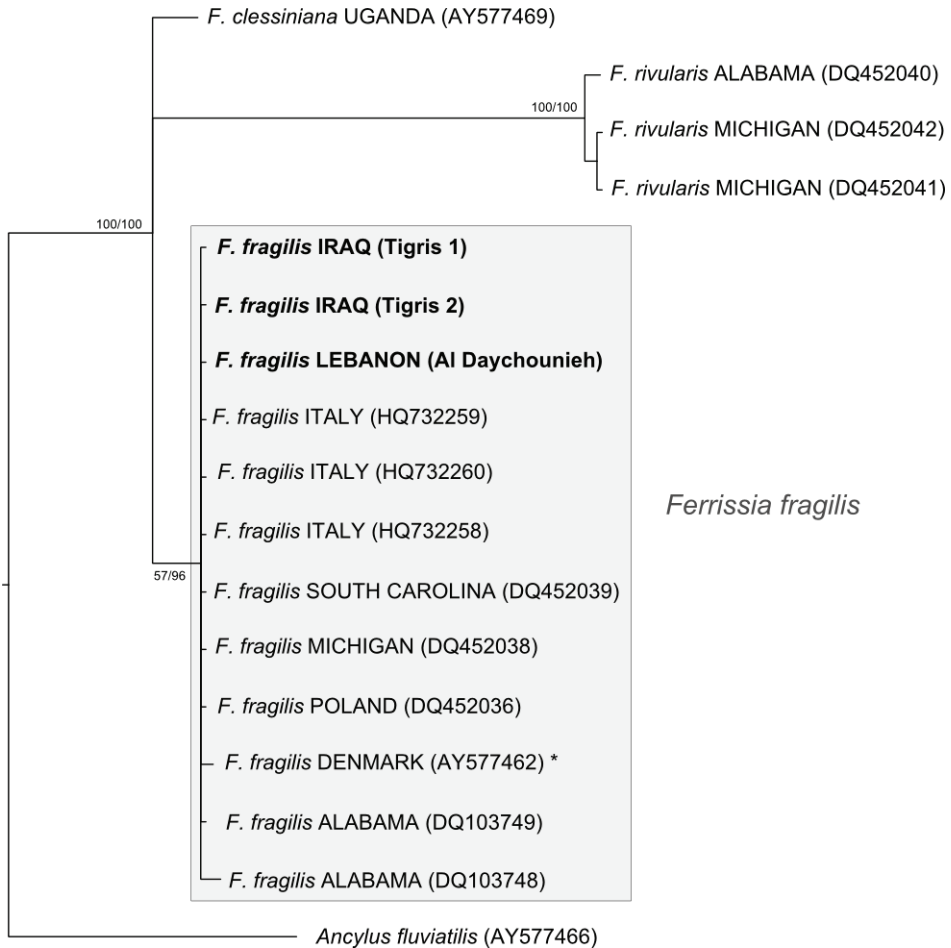 F. clessiniana UGANDA (AY577469)
F. rivularis ALABAMA (DQ452040)
100/100
F. rivularis MICHIGAN (DQ452042)
F. rivularis MICHIGAN (DQ452041)
100/100
F. fragilis IRAQ (Tigris 1)
F. fragilis IRAQ (Tigris 2)
F. fragilis LEBANON (Al Daychounieh)
F. fragilis ITALY (HQ732259)
F. fragilis ITALY (HQ732260)
Ferrissia fragilis
F. fragilis ITALY (HQ732258)
57/96
F. fragilis SOUTH CAROLINA (DQ452039)
F. fragilis MICHIGAN (DQ452038)
F. fragilis POLAND (DQ452036)
F. fragilis DENMARK (AY577462) *
F. fragilis ALABAMA (DQ103749)
F. fragilis ALABAMA (DQ103748)
Ancylus fluviatilis (AY577466)